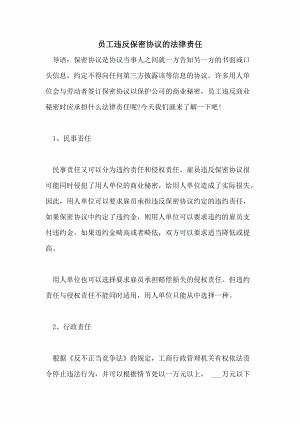 员工违反保密协议的法律责任
导语：保密协议是协议当事人之间就一方告知另一方的书面或口
头信息，约定不得向任何第三方披露该等信息的协议。许多用人单
位会与劳动者签订保密协议以保护公司的商业秘密，员工违反商业
秘密时应承担什么法律责任呢?今天我们就来了解一下吧!
1、民事责任
民事责任又可以分为违约责任和侵权责任。雇员违反保密协议很
可能同时侵犯了用人单位的商业秘密，给用人单位造成了实际损失，
因此，用人单位可以要求雇员承担违反保密协议约定的违约责任，
如果保密协议中约定了违约金，则用人单位可以要求违约的雇员支
付违约金。如果违约金畸高或者畸低，双方可以要求适当降低或提
高。
用人单位也可以选择要求雇员承担赔偿损失的侵权责任。但违约
责任与侵权责任不能同时适用，用人单位只能从中选择一种。
2、行政责任
根据《反不正当竞争法》的规定，工商行政管理机关有权依法责
令停止违法行为，并可以根据情节处以一万元以上，___万元以下